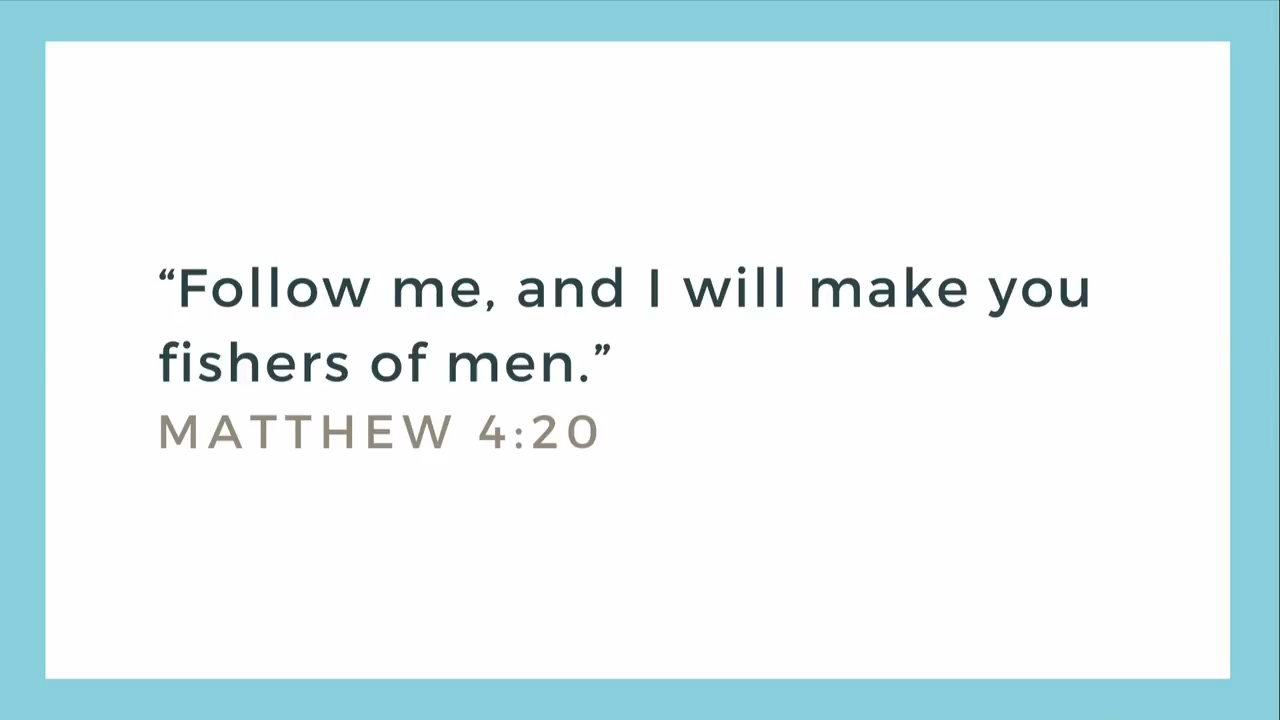 “Follow me, and I will make you
fishers of men.”
MATTHEW 4:20